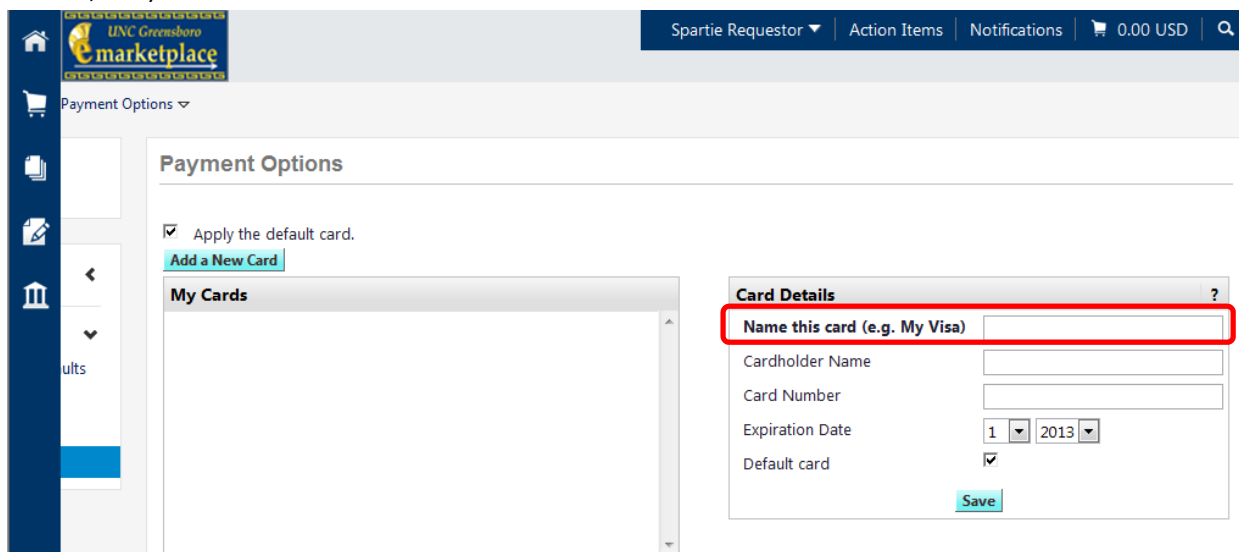 UNC Greensboro
Spartie Requestor Action Items Notifications 0.00 USD
emarketplace
Payment Options
Payment Options
Apply the default card.
Add a New Card
My Cards
Card Details ?
Name this card (e.g. My Visa)
ults
Cardholder Name
Card Number
Expiration Date 1 2013
Default card
Save